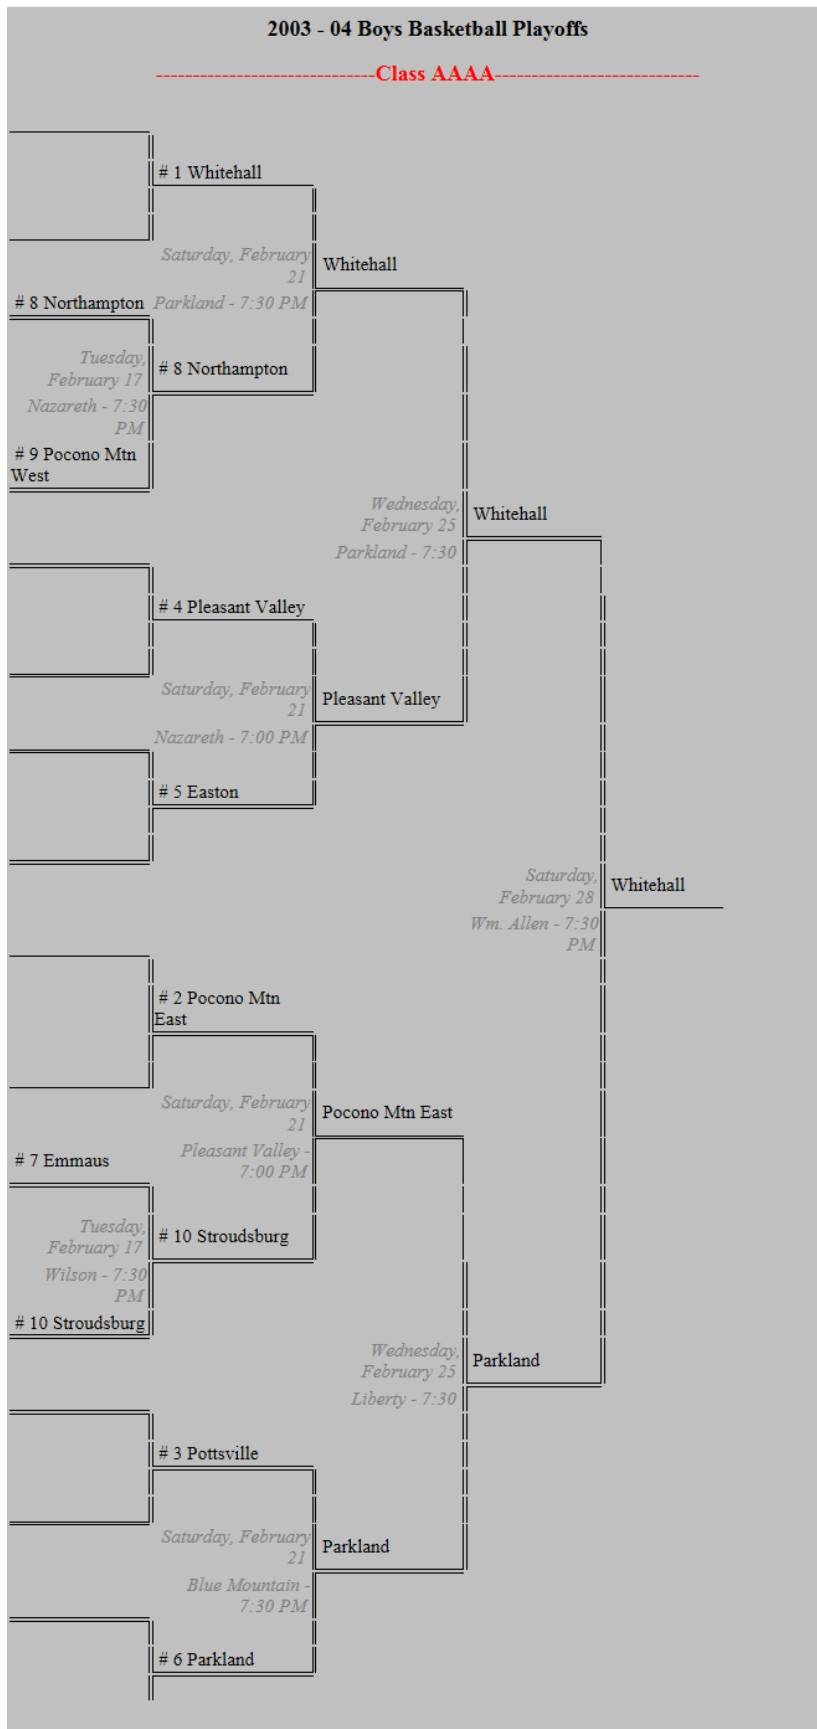 2003 - 04 Boys Basketball Playoffs
------------------------------Class AAAA----------------------------
# 1 Whitehall
Saturday, February
21
Whitehall
# 8 Northampton
Parkland - 7:30 PM
Tuesday,
February 17
# 8 Northampton
Nazareth - 7:30
PM
# 9 Pocono Mtn
West
Wednesday,
February 25
Whitehall
Parkland - 7:30
# 4 Pleasant Valley
Saturday, February
21
Pleasant Valley
Nazareth - 7:00 PM
# 5 Easton
Saturday,
February 28
Whitehall
Wm. Allen - 7:30
PM
# 2 Pocono Mtn
East
Saturday, February
21
Pocono Mtn East
Pleasant Valley -
7:00 PM
# 7 Emmaus
Tuesday,
February 17
# 10 Stroudsburg
Wilson - 7:30
PM
# 10 Stroudsburg
Wednesday,
February 25
Parkland
Liberty - 7:30
# 3 Pottsville
Saturday, February
21
Parkland
Blue Mountain -
7:30 PM
# 6 Parkland